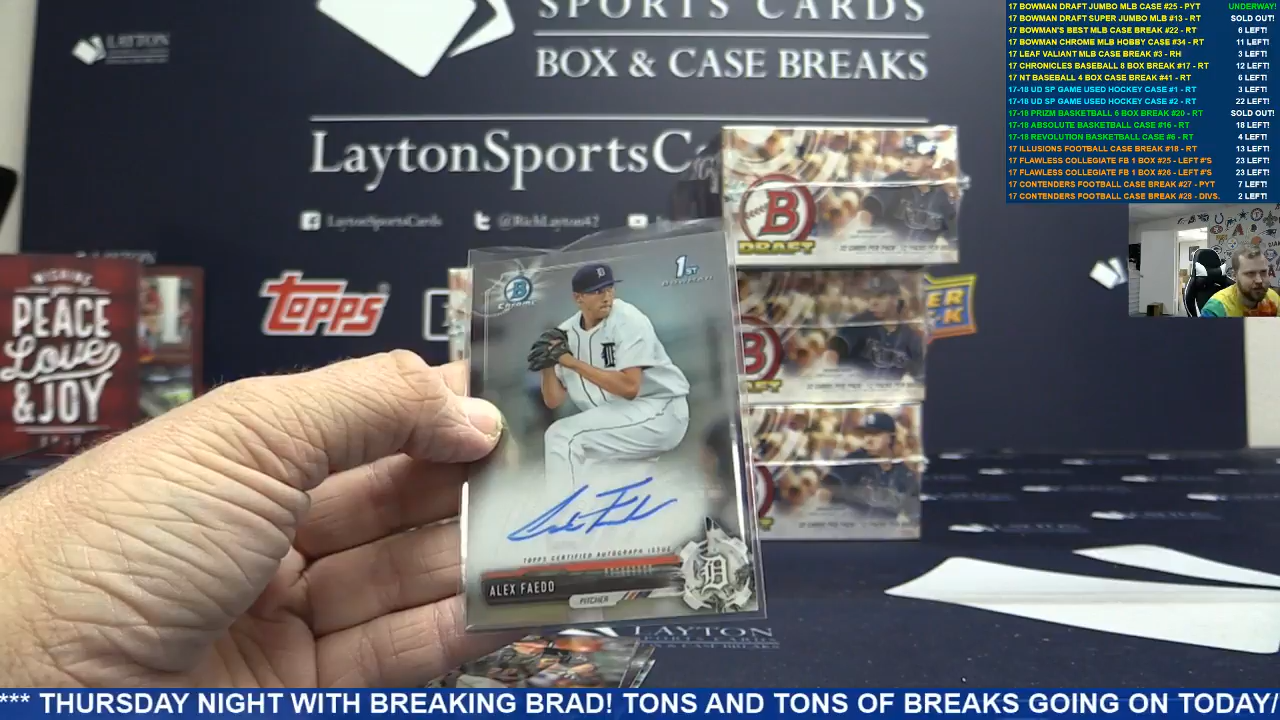 SPORTS CARDS
BOX & CASE BREAKS
LaytonSportsC
LaytonSportsCards
@RichLayton47
LAYTON
TOPPS
PEACE
Love
& JOY
B
DRAFT
B
Chrome
1ST
BOWMAN
D
TOPPS CERTIFIED AUTOGRAPH ISSUE
ALEX FAEDO
PITCHER
LAYTON
SPORTS CARDS
BOX & CASE BREAKS
17 BOWMAN DRAFT JUMBO MLB CASE #25 - PYT UNDERWAY!
17 BOWMAN DRAFT SUPER JUMBO MLB #13 - RT SOLD OUT!
17 BOWMAN'S BEST MLB CASE BREAK #22 - RT 6 LEFT!
17 BOWMAN CHROME MLB HOBBY CASE #34 - RT 11 LEFT!
17 LEAF VALIANT MLB CASE BREAK #3 - RH 3 LEFT!
17 CHRONICLES BASEBALL 8 BOX BREAK #17 - RT 12 LEFT!
17 NT BASEBALL 4 BOX CASE BREAK #41 - RT 6 LEFT!
17-18 UD SP GAME USED HOCKEY CASE #1 - RT 3 LEFT!
17-18 UD SP GAME USED HOCKEY CASE #2 - RT 22 LEFT!
17-18 PRIZM BASKETBALL 6 BOX BREAK #20 - RT SOLD OUT!
17-18 ABSOLUTE BASKETBALL CASE #16 - RT 18 LEFT!
17-18 REVOLUTION BASKETBALL CASE #6 - RT 4 LEFT!
17 ILLUSIONS FOOTBALL CASE BREAK #18 - RT 13 LEFT!
17 FLAWLESS COLLEGIATE FB 1 BOX #25 - LEFT #'S 23 LEFT!
17 FLAWLESS COLLEGIATE FB 1 BOX #26 - LEFT #'S 23 LEFT!
17 CONTENDERS FOOTBALL CASE BREAK #27 - PYT 7 LEFT!
17 CONTENDERS FOOTBALL CASE BREAK #28 - DIVS. 2 LEFT!
*** THURSDAY NIGHT WITH BREAKING BRAD! TONS AND TONS OF BREAKS GOING ON TODAY/